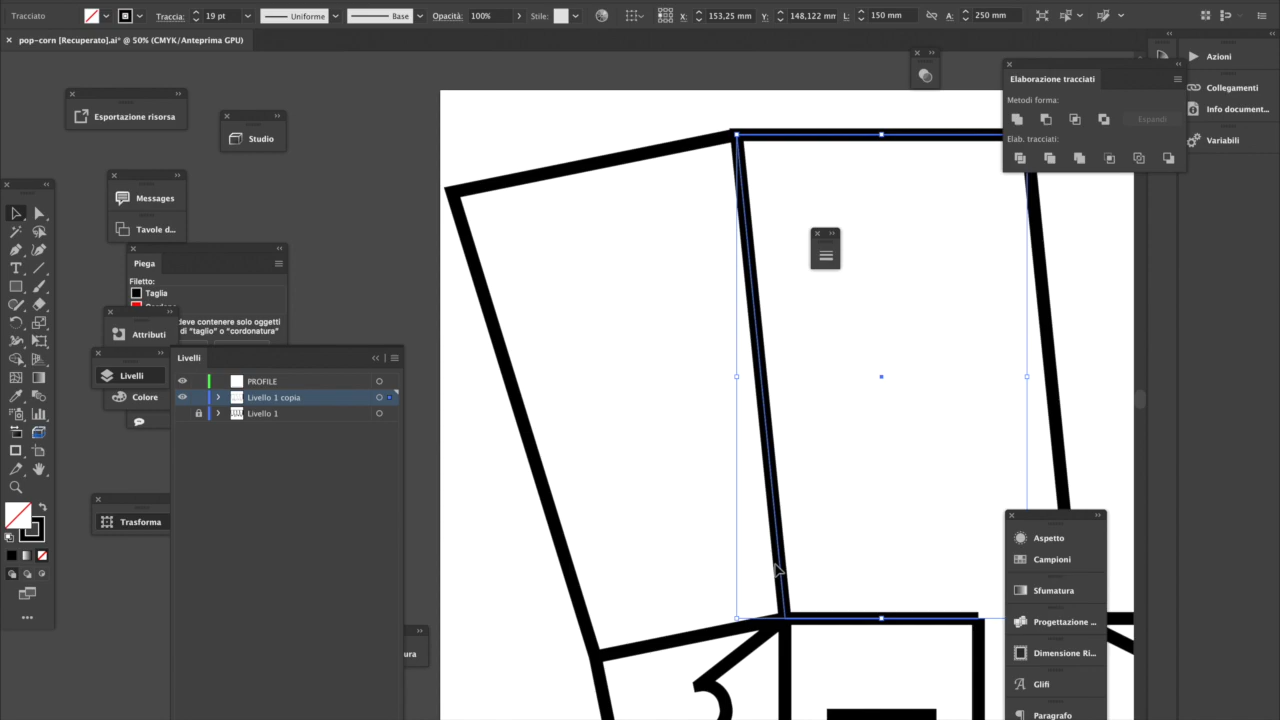 Tracciato Traccia: 19 pt Uniforme Base Opacità: 100% Stile: X: 153,25 mm Y: 148,122 mm L: 150 mm A: 250 mm
pop-corn [Recuperato].ai* @ 50% (CMYK/Anteprima GPU)
Esportazione risorsa
Studio
Messages
Tavole d...
Piega
Filetto:
Taglia
deve contenere solo oggetti
di "taglio" o "cordonatura"
Attributi
Livelli
Colore
Trasforma
Livelli
PROFILE
Livello 1 copia
Livello 1
ura
Elaborazione tracciati
Metodi forma:
Espandi
Elab. tracciati:
Azioni
Collegamenti
Info document...
Variabili
Aspetto
Campioni
Sfumatura
Progettazione ...
Dimensione Ri...
Glifi
Paragrafo